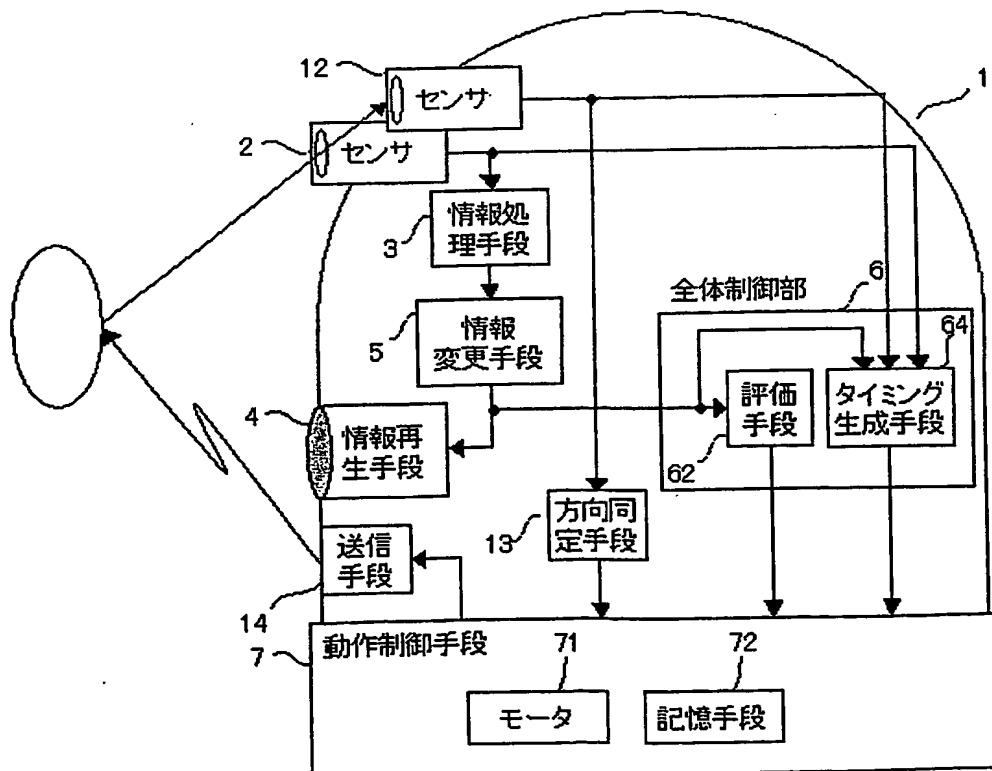 12
センサ
1
2
センサ
情報処
理手段
3
全体制御部
6
5
情報
変更手段
64
評価
手段
タイミング
生成手段
4
情報再
生手段
62
13
方向同
定手段
送信
手段
14
7
動作制御手段
71
72
モータ
記憶手段